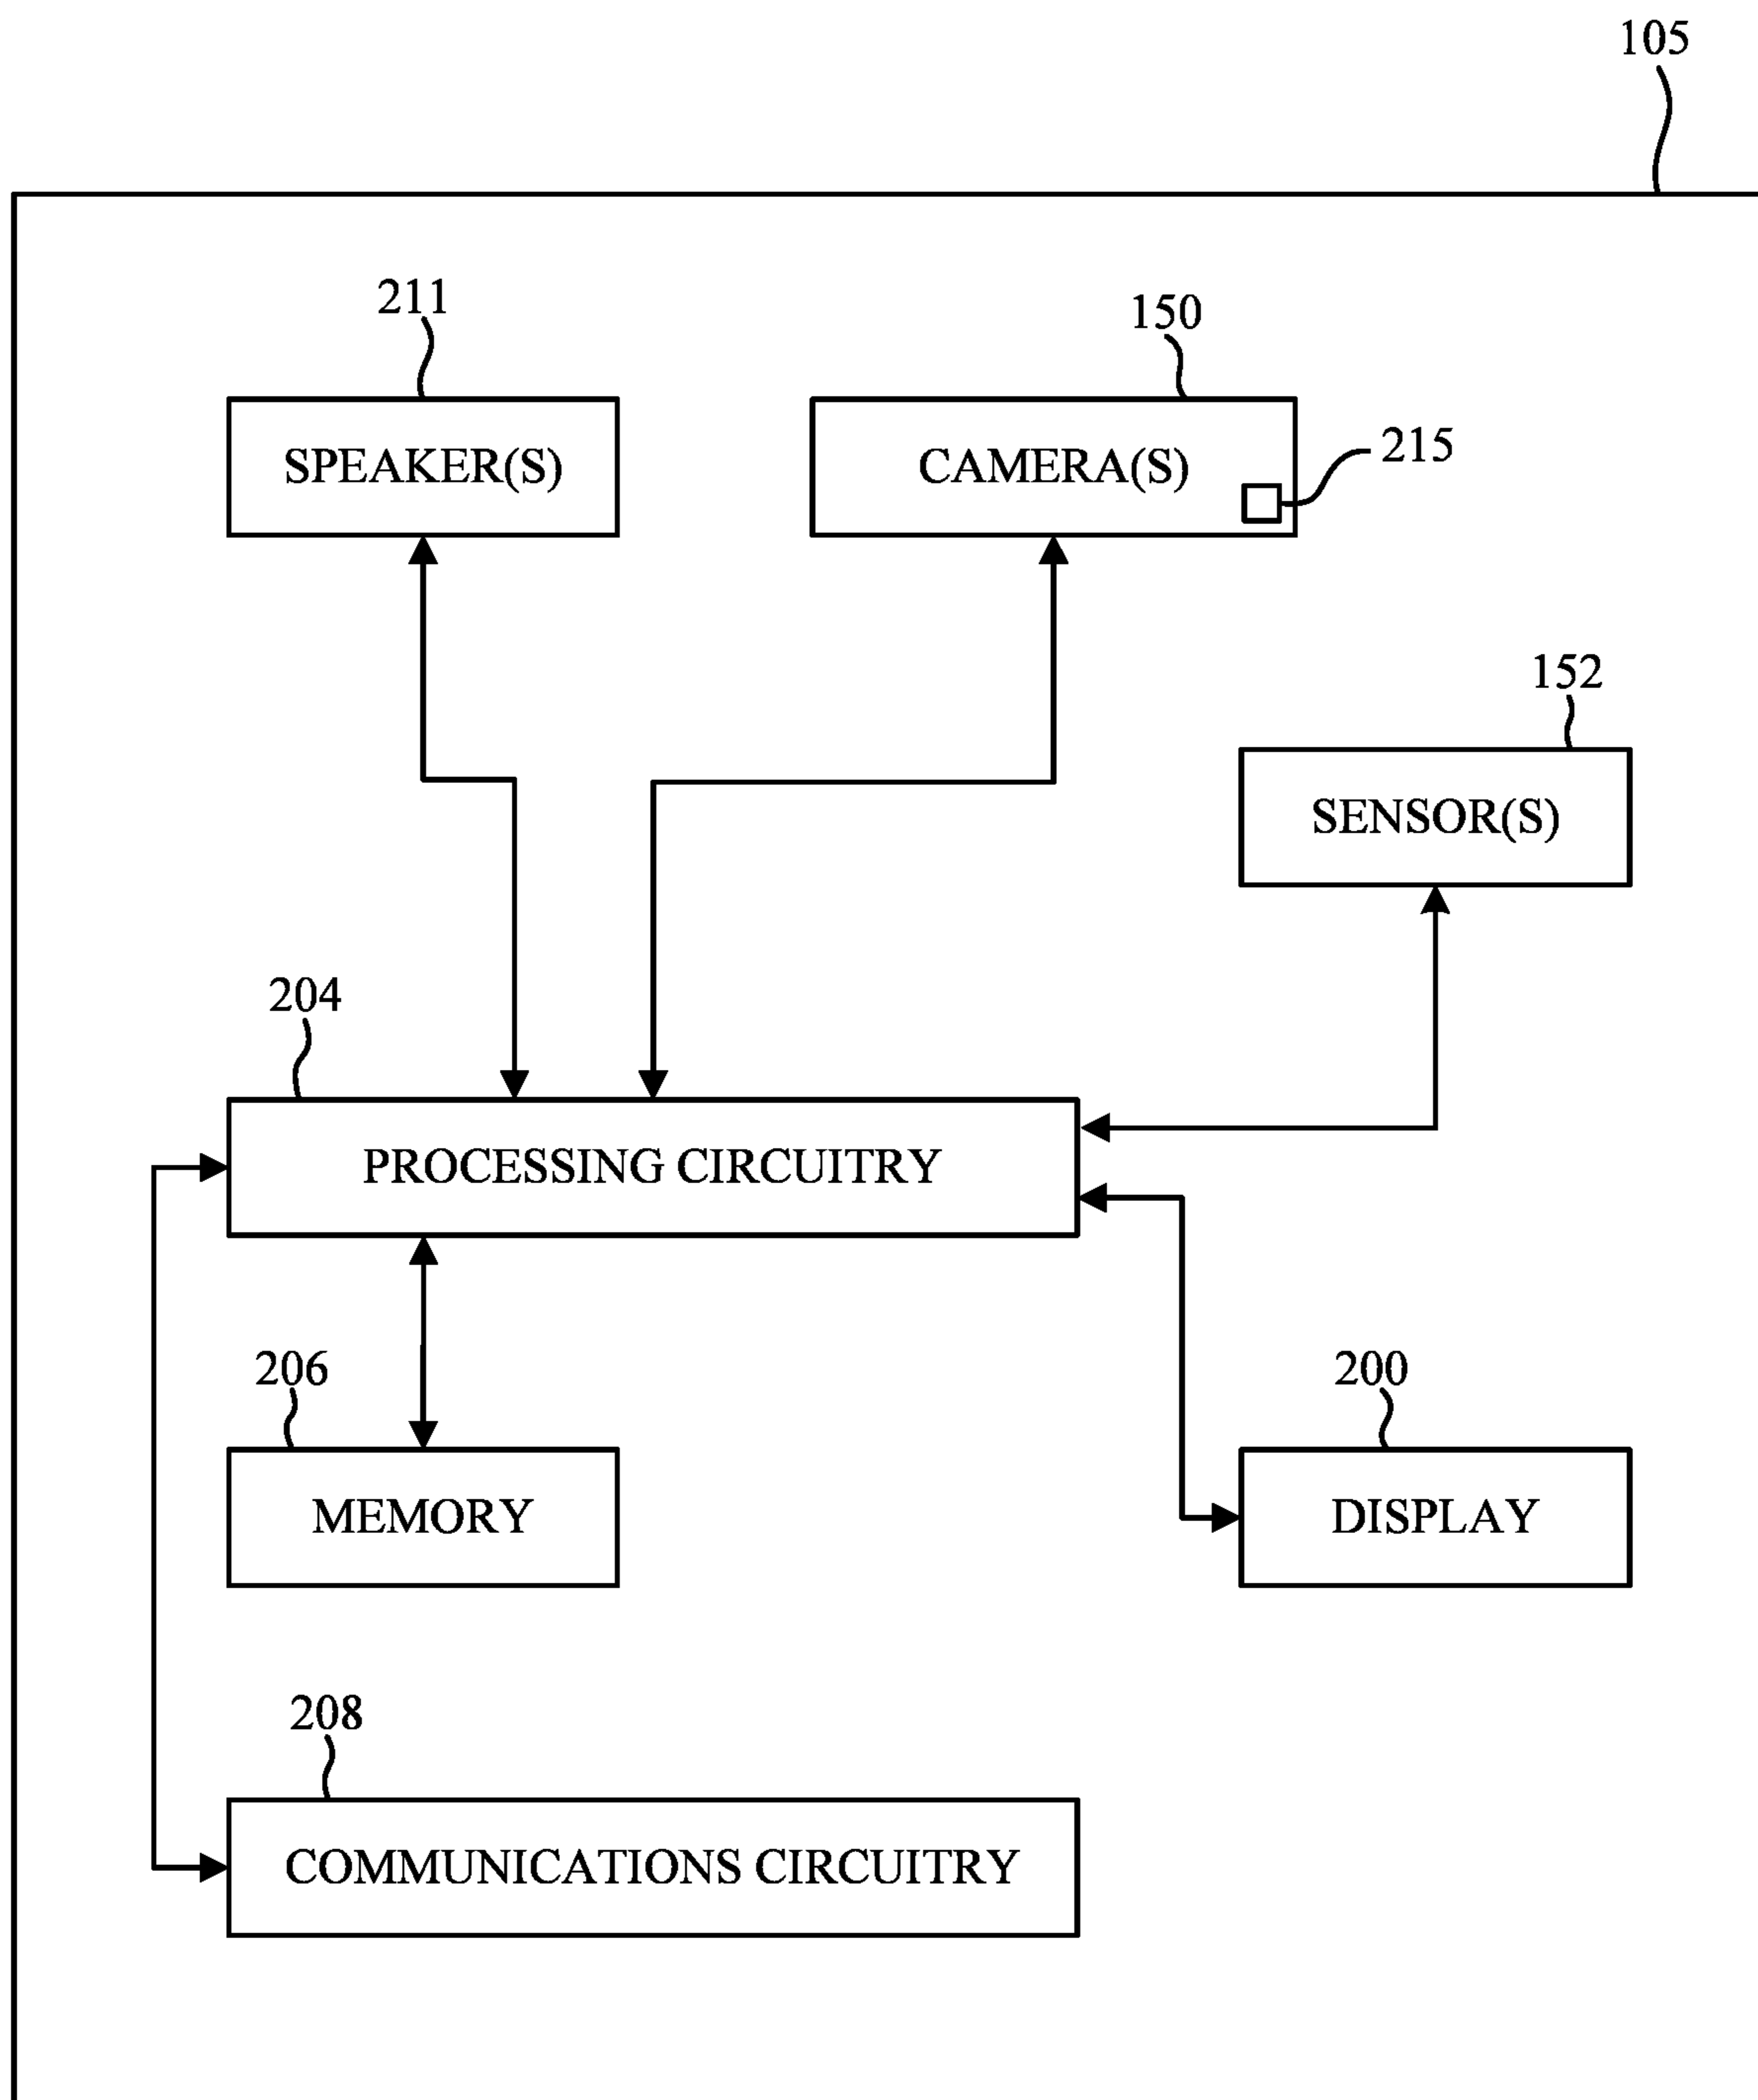 105
211
150
SPEAKER(S)
CAMERA(S)
215
152
SENSOR(S)
204
PROCESSING CIRCUITRY
206
200
MEMORY
DISPLAY
208
COMMUNICATIONS CIRCUITRY